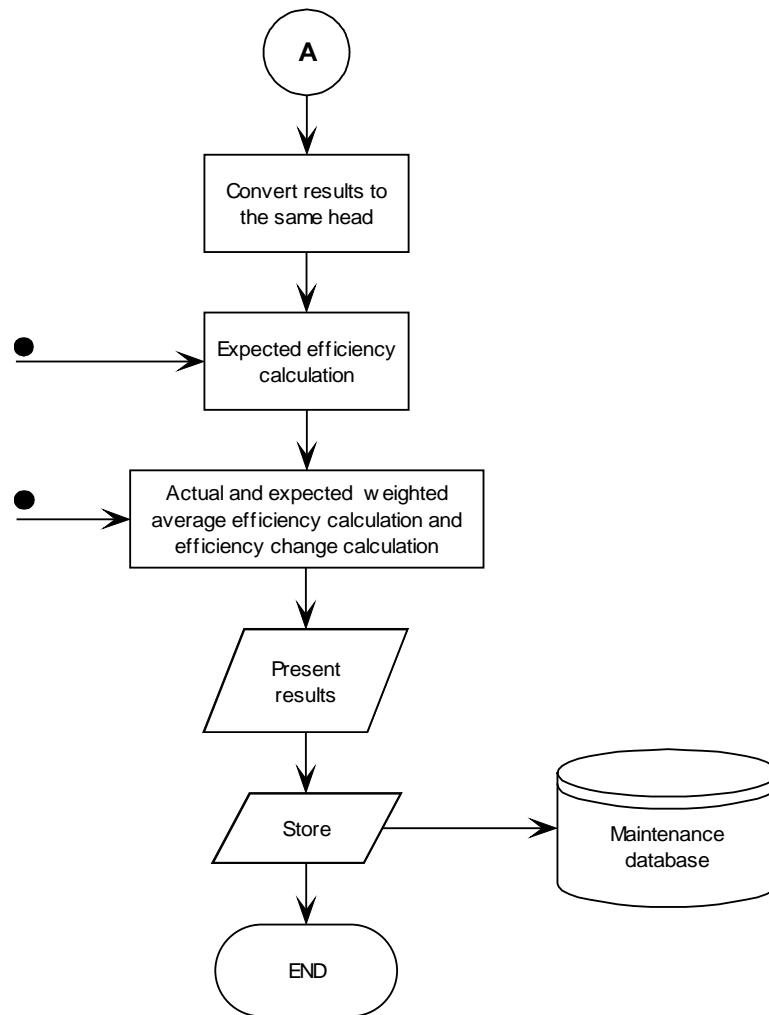 A
Convert results to
the same head
Expected efficiency
calculation
Actual and expected weighted
average efficiency calculation and
efficiency change calculation
Present
results
Store
Maintenance
database
END